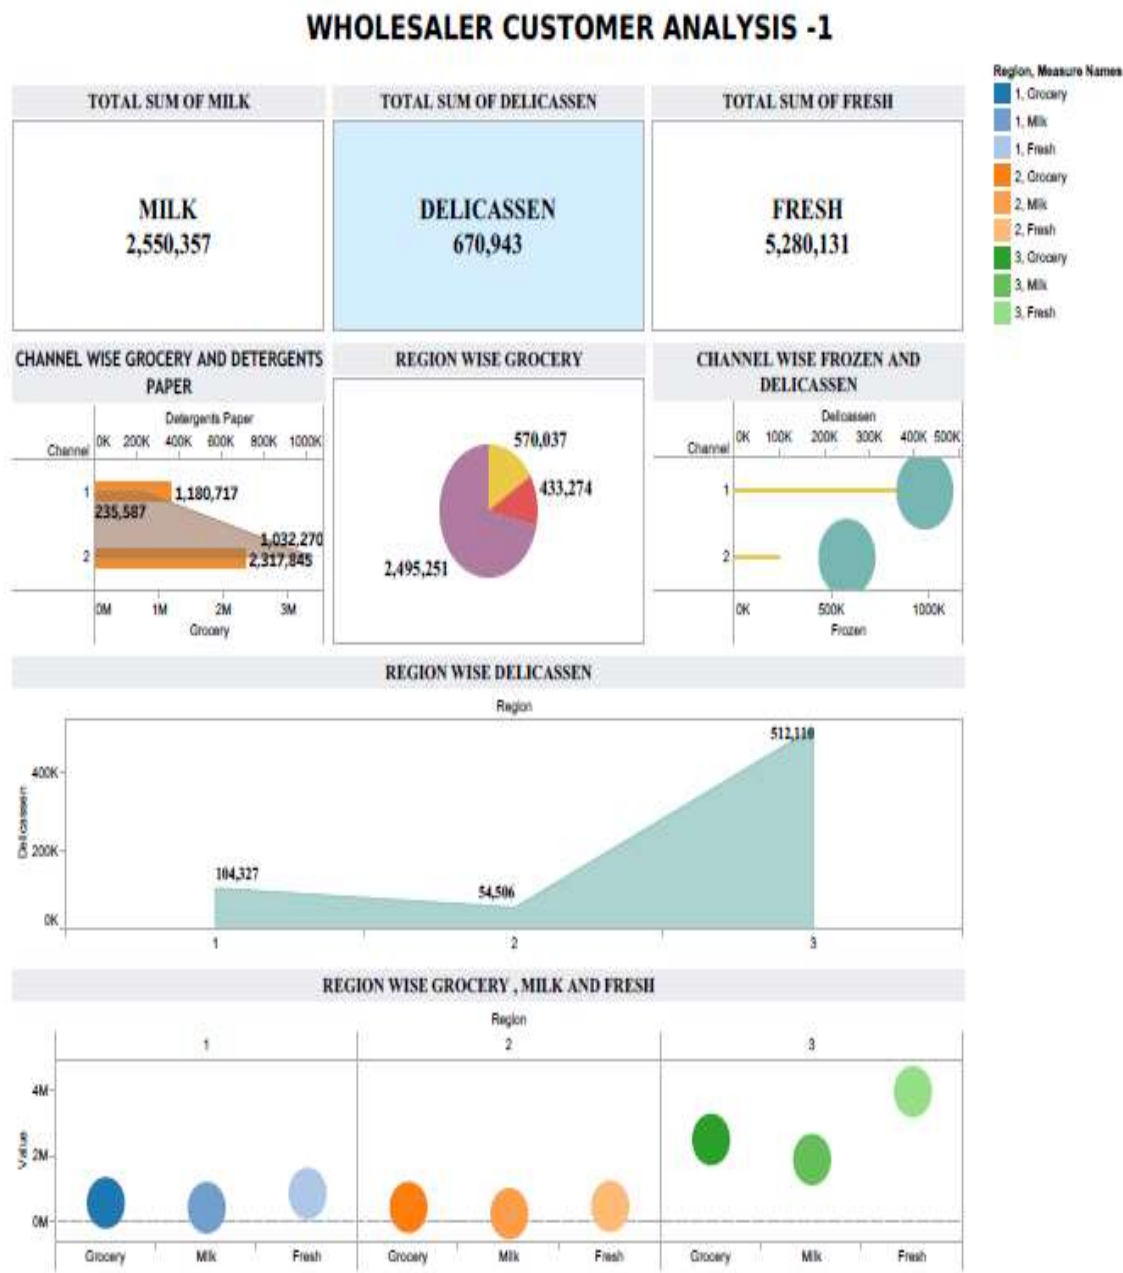 WHOLESALER CUSTOMER ANALYSIS -1
Region, Measure Names
1, Grocery
1, Milk
1, Fresh
2, Grocery
2, Milk
2, Fresh
3, Grocery
3, Milk
3, Fresh
TOTAL SUM OF MILK
MILK
2,550,357
TOTAL SUM OF DELICASSEN
DELICASSEN
670,943
TOTAL SUM OF FRESH
FRESH
5,280,131
CHANNEL WISE GROCERY AND DETERGENTS
PAPER
Detergents Paper
Channel 0K 200K 400K 600K 800K 1000K
1
1,180,717
235,587
1,032,270
2
2,317,845
0M 1M 2M 3M
Grocery
REGION WISE GROCERY
570,037
433,274
2,495,251
CHANNEL WISE FROZEN AND
DELICASSEN
Delicassen
Channel 0K 100K 200K 300K 400K 500K
1
2
0K 500K 1000K
Frozen
REGION WISE DELICASSEN
Region
Delicassen
400K
200K
0K
104,327
54,506
512,110
1 2 3
REGION WISE GROCERY , MILK AND FRESH
Region
1 2 3
Value
4M
2M
0M
Grocery Milk Fresh Grocery Milk Fresh Grocery Milk Fresh